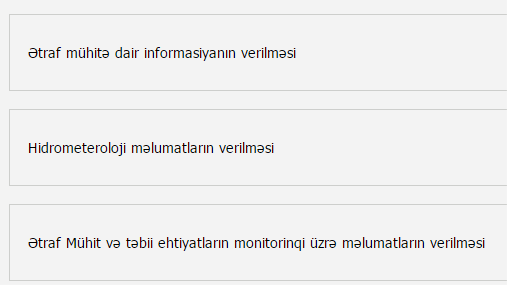 Ətraf mühitə dair informasiyanın verilməsi
Hidrometeroloji məlumatların verilməsi
Ətraf Mühit və təbii ehtiyatların monitorinqi üzrə məlumatların verilməsi